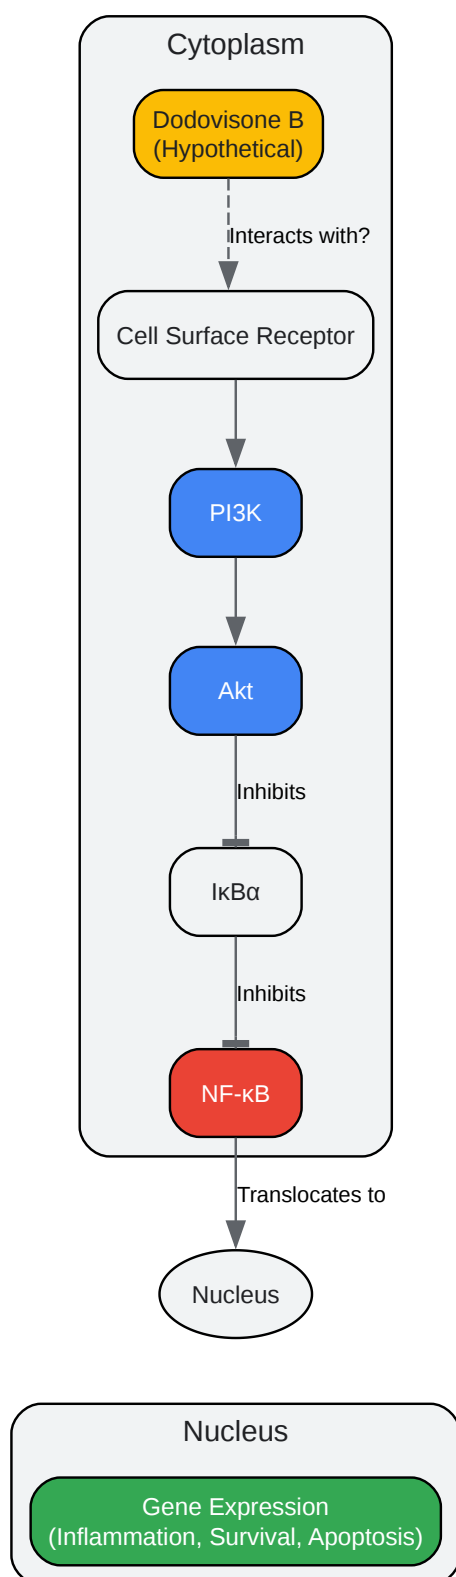 Cytoplasm
Dodovisone B
(Hypothetical)
Interacts with?
Cell Surface Receptor
PI3K
Akt
Inhibits
IκBα
Inhibits
NF-κB
Translocates to
Nucleus
Nucleus
Gene Expression
(Inflammation, Survival, Apoptosis)